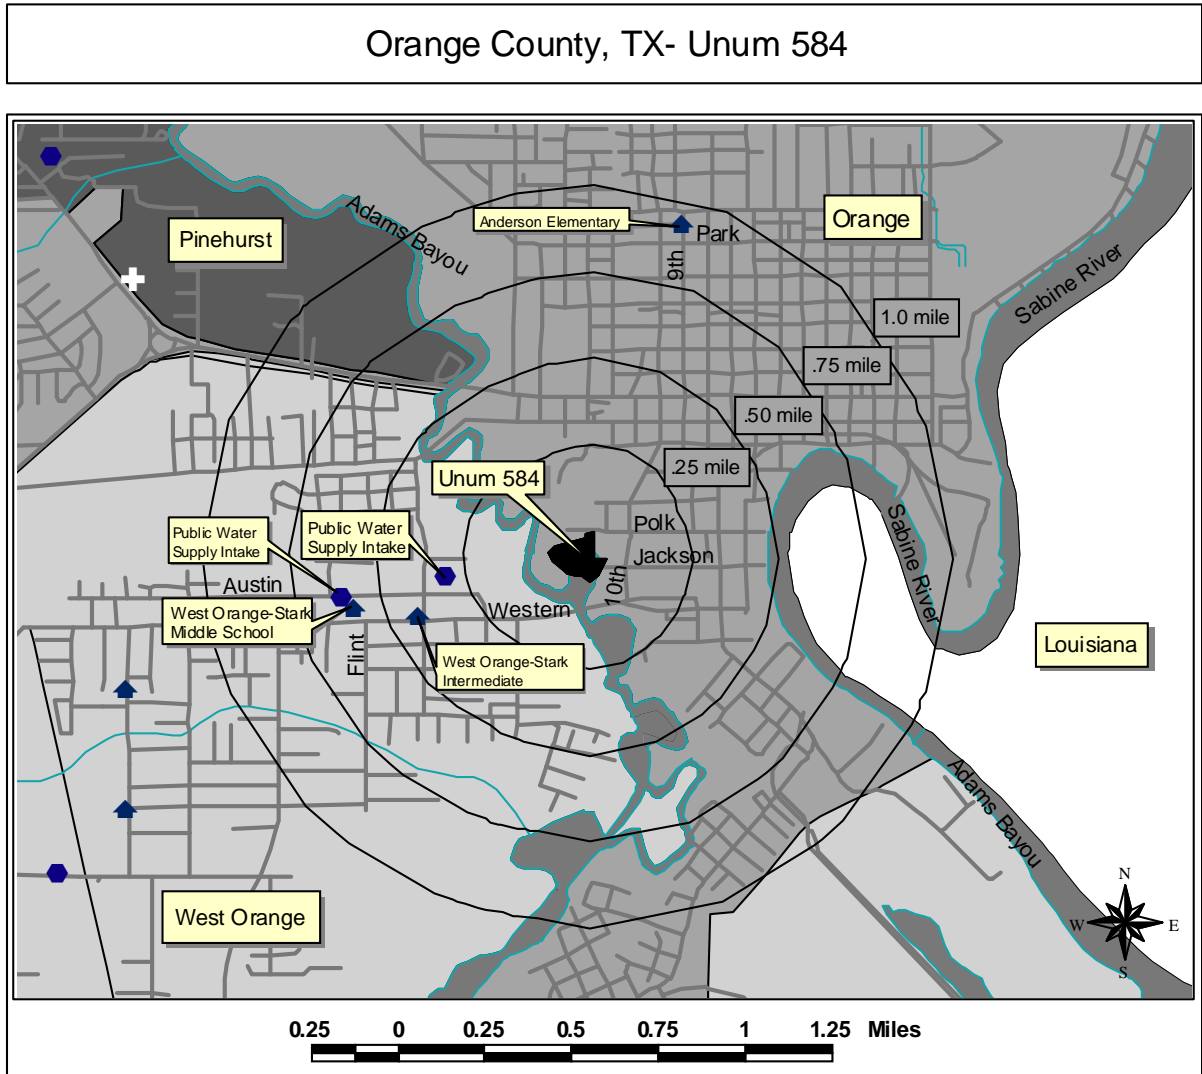 Orange County, TX- Unum 584
Adams Bayou
Pinehurst
Anderson Elementary
Park
9th
Orange
Sabine River
1.0 mile
.75 mile
.50 mile
.25 mile
Unum 584
Public Water
Supply Intake
Public Water
Supply Intake
Polk
Jackson
10th
Sabine River
Austin
Western
West Orange-Stark
Middle School
Flint
West Orange-Stark
Intermediate
Louisiana
Adams Bayou
West Orange
N
W
E
S
0.25 0 0.25 0.5 0.75 1 1.25 Miles